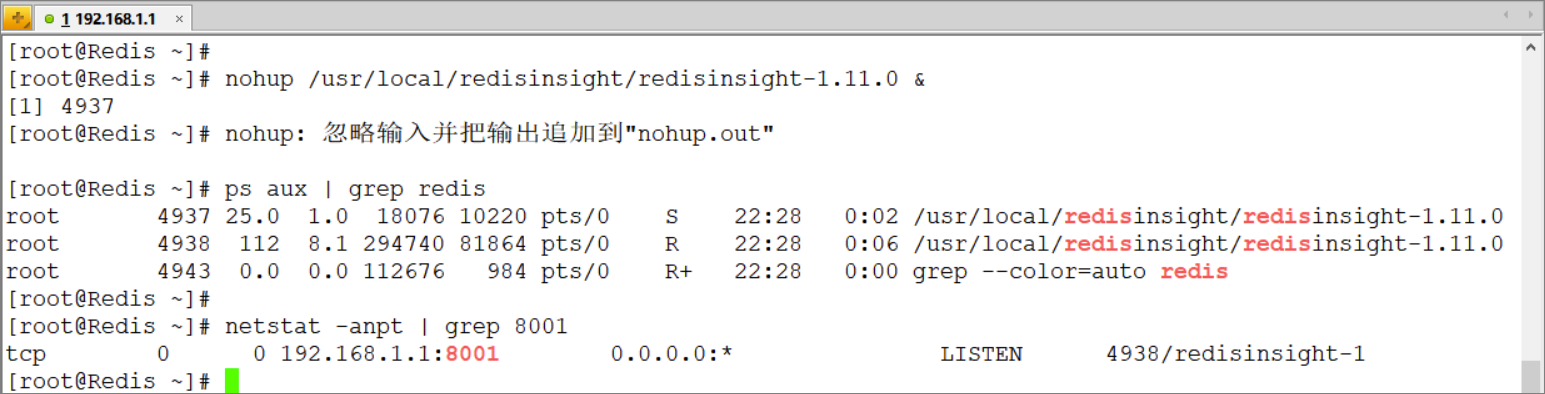 1 192.168.1.1 ×
[root@Redis ~]#
[root@Redis ~]# nohup /usr/local/redisinsight/redisinsight-1.11.0 &
[1] 4937
[root@Redis ~]# nohup: 忽略输入并把输出追加到"nohup.out"
[root@Redis ~]# ps aux | grep redis
root 4937 25.0 1.0 18076 10220 pts/0 S 22:28 0:02 /usr/local/redisinsight/redisinsight-1.11.0
root 4938 112 8.1 294740 81864 pts/0 R 22:28 0:06 /usr/local/redisinsight/redisinsight-1.11.0
root 4943 0.0 0.0 112676 984 pts/0 R+ 22:28 0:00 grep --color=auto redis
[root@Redis ~]#
[root@Redis ~]# netstat -anpt | grep 8001
tcp 0 0 192.168.1.1:8001 0.0.0.0:* LISTEN 4938/redisinsight-1
[root@Redis ~]#